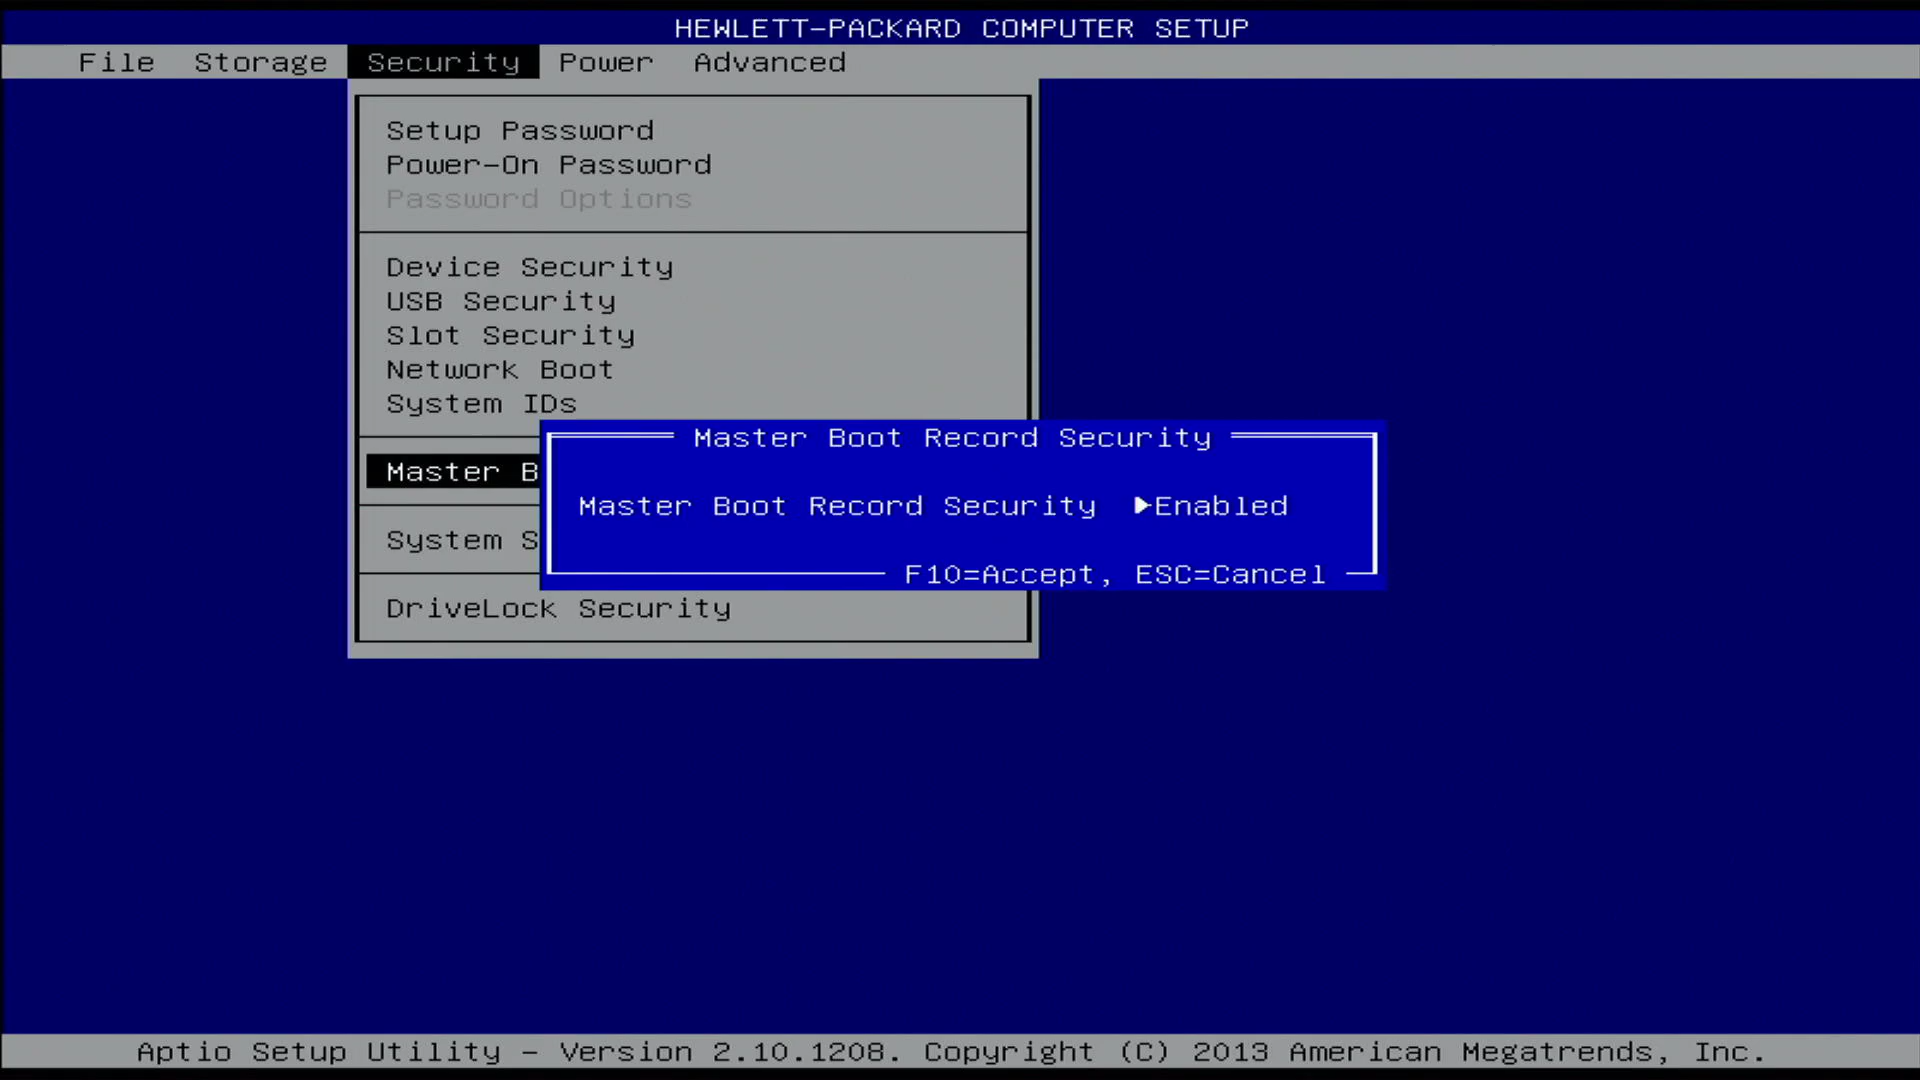 HEWLETT-PACKARD COMPUTER SETUP
File Storage Security Power Advanced
Setup Password
Power-On Password
Password Options
Device Security
USB Security
Slot Security
Network Boot
System IDs
Master Boot Record Security
Master B
Master Boot Record Security ▶Enabled
System S
F10=Accept, ESC=Cancel
DriveLock Security
Aptio Setup Utility - Version 2.10.1208. Copyright (C) 2013 American Megatrends, Inc.